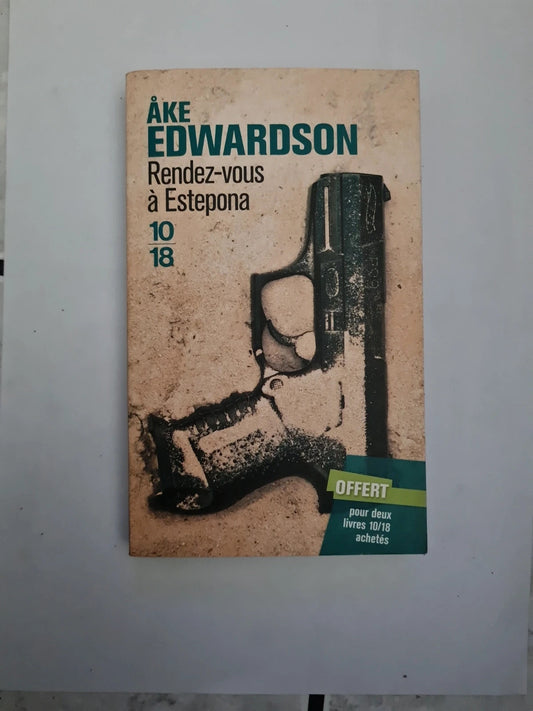 ÅKE
EDWARDSON
Rendez-vous
à Estepona
10
18
OFFERT
pour deux
livres 10/18
achetés